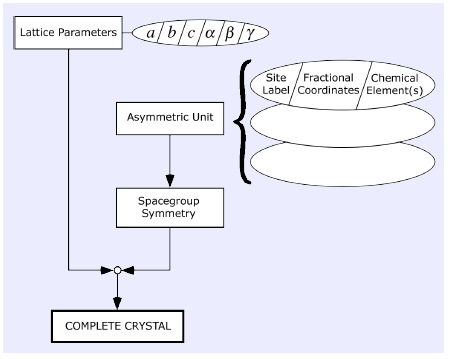 Lattice Parameters
a / b / c / α / β / γ
Site Label / Fractional Coordinates / Chemical Element(s)
Asymmetric Unit
Spacegroup
Symmetry
COMPLETE CRYSTAL